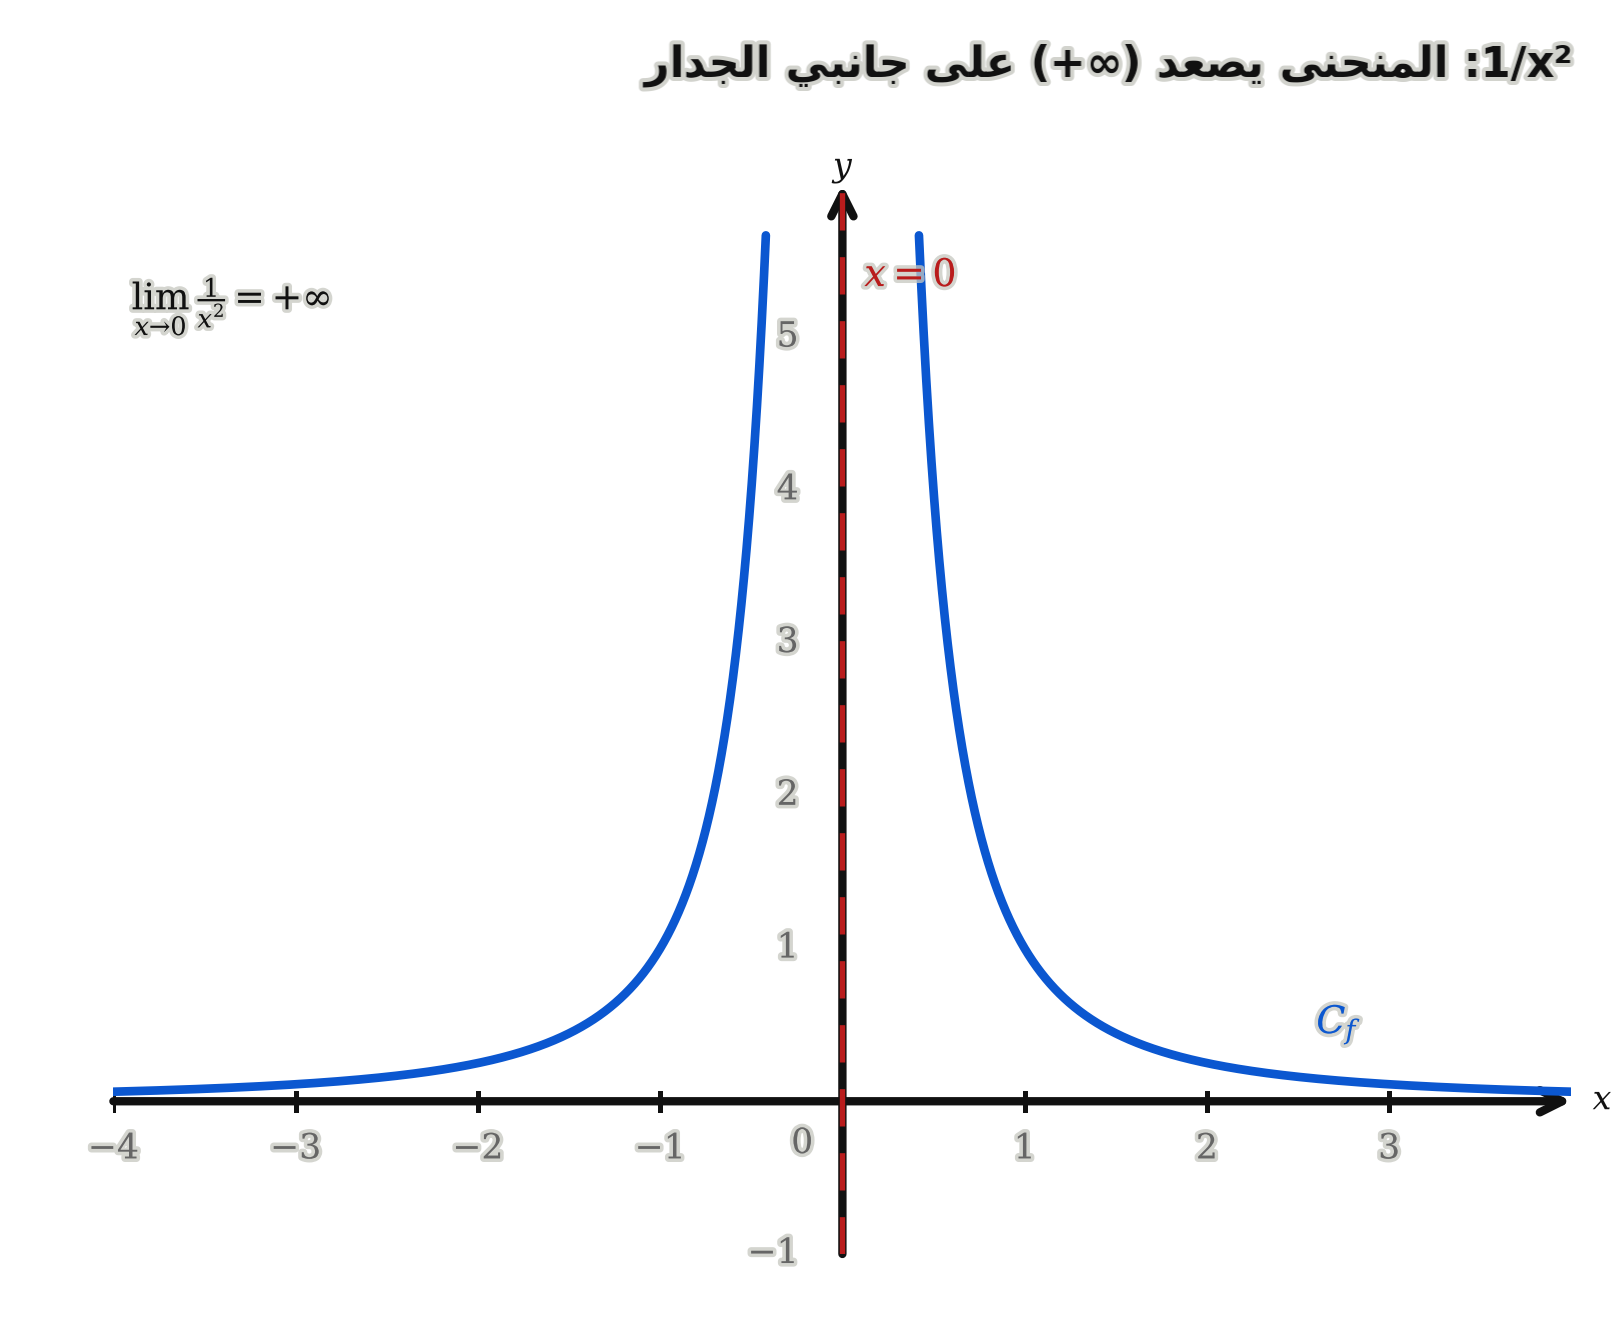 1/x²: المنحنى يصعد (+∞) على جانبي الجدار
y
x = 0
lim x→0 1/x² = +∞
5
4
3
2
1
C_f
x
−4 −3 −2 −1 0 1 2 3
−1